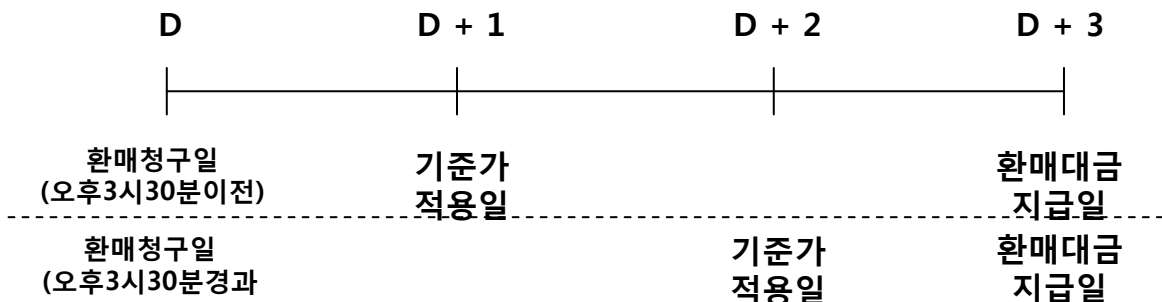 D D + 1 D + 2 D + 3
환매청구일 기준가 환매대금
(오후3시30분이전) 적용일 지급일
환매청구일 기준가 환매대금
(오후3시30분경과 적용일 지급일